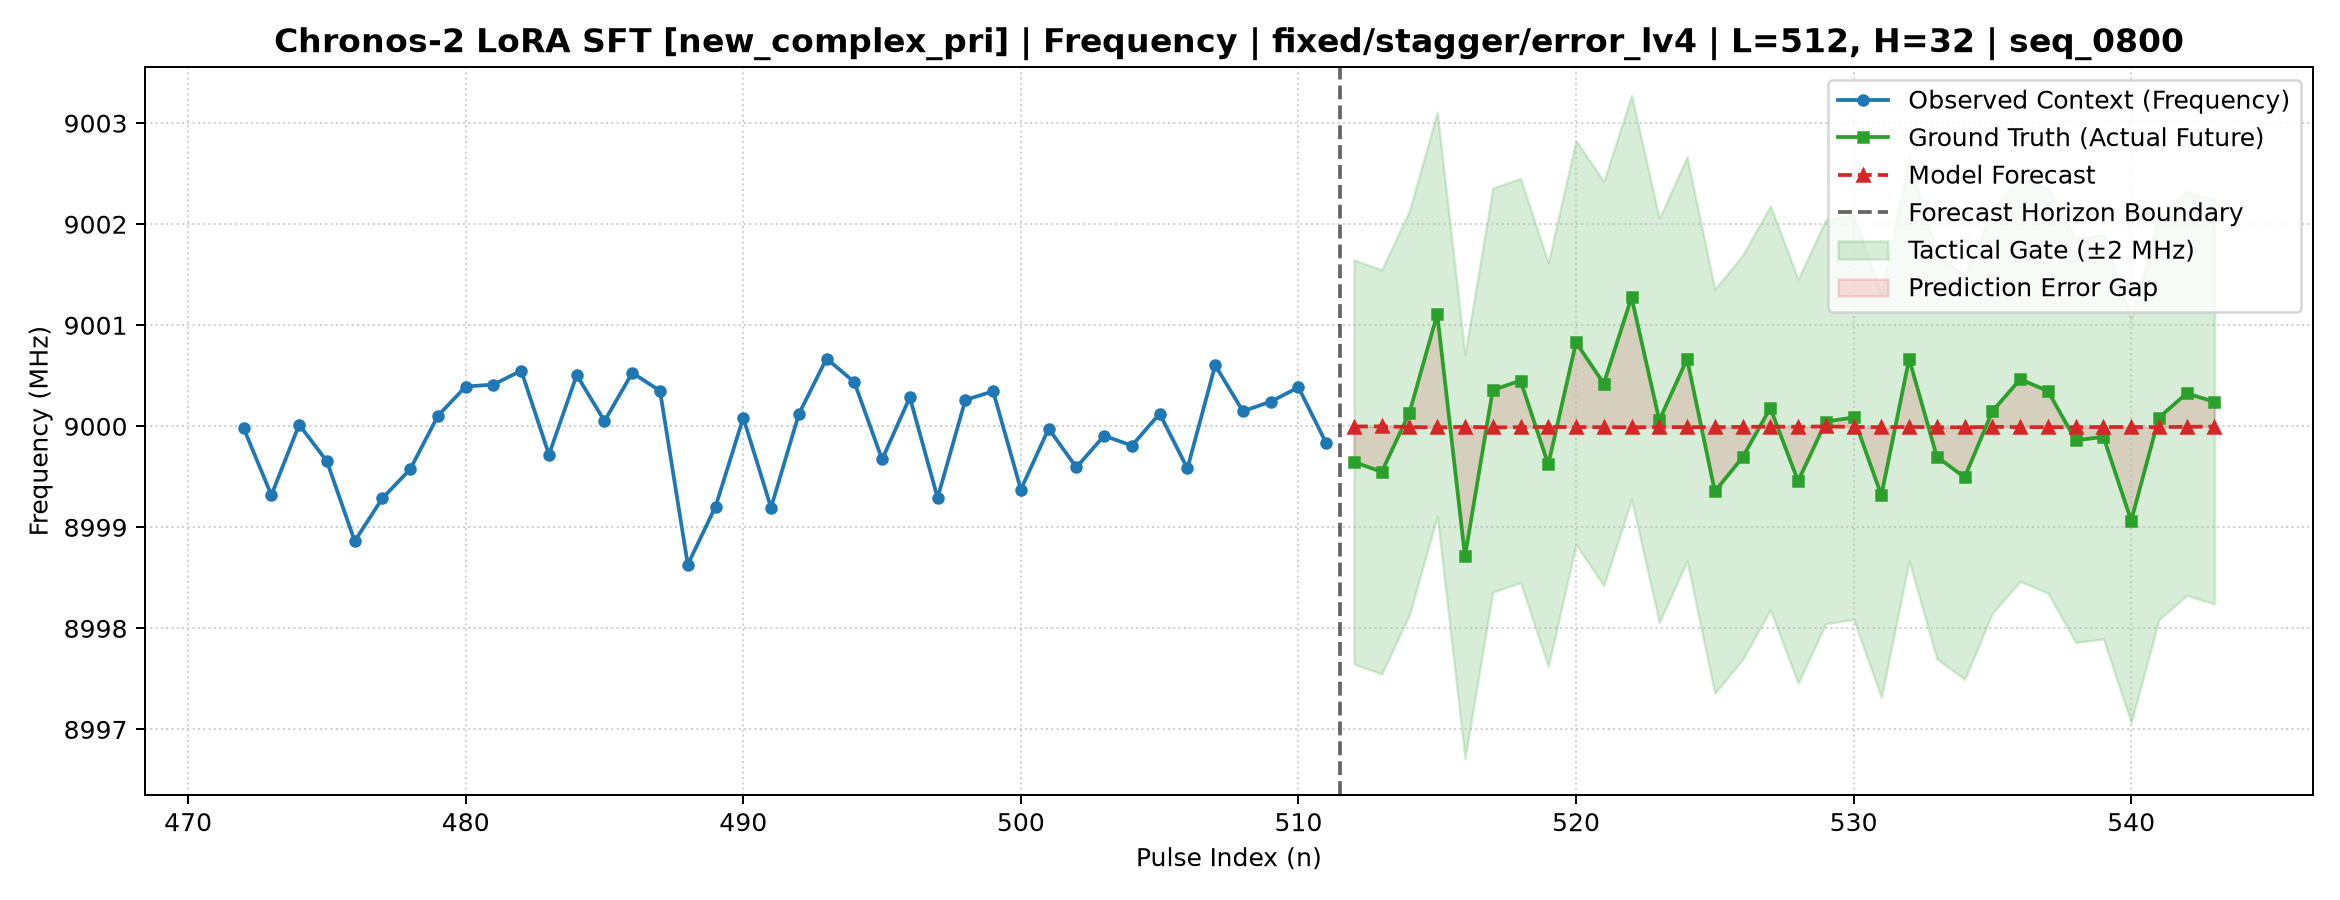 Chronos-2 LoRA SFT [new_complex_pri] | Frequency | fixed/stagger/error_lv4 | L=512, H=32 | seq_0800
Observed Context (Frequency)
Ground Truth (Actual Future)
Model Forecast
Forecast Horizon Boundary
Tactical Gate (±2 MHz)
Prediction Error Gap
Frequency (MHz)
9003
9002
9001
9000
8999
8998
8997
470 480 490 500 510 520 530 540
Pulse Index (n)